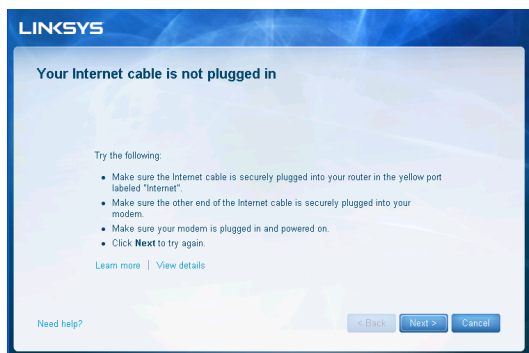 LINKSYS
Your Internet cable is not plugged in
Try the following:
• Make sure the Internet cable is securely plugged into your router in the yellow port
labeled "Internet".
• Make sure the other end of the Internet cable is securely plugged into your
modem.
• Make sure your modem is plugged in and powered on.
• Click Next to try again.
Learn more | View details
Need help?
< Back Next > Cancel